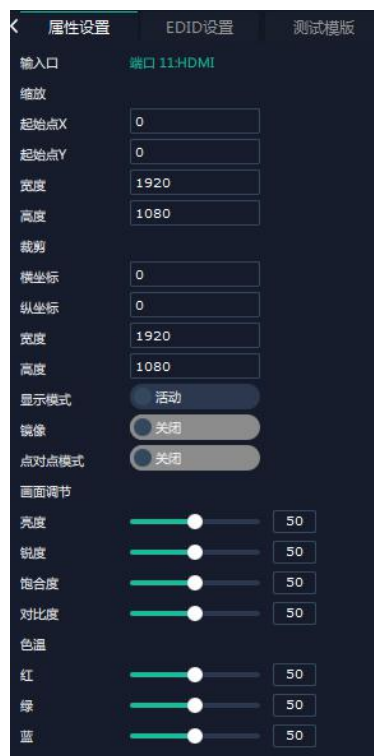 属性设置 EDID设置 测试模版
输入口 端口 11:HDMI
缩放
起始点X 0
起始点Y 0
宽度 1920
高度 1080
裁剪
横坐标 0
纵坐标 0
宽度 1920
高度 1080
显示模式 活动
镜像 关闭
点对点模式 关闭
画面调节
亮度 50
锐度 50
饱合度 50
对比度 50
色温
红 50
绿 50
蓝 50